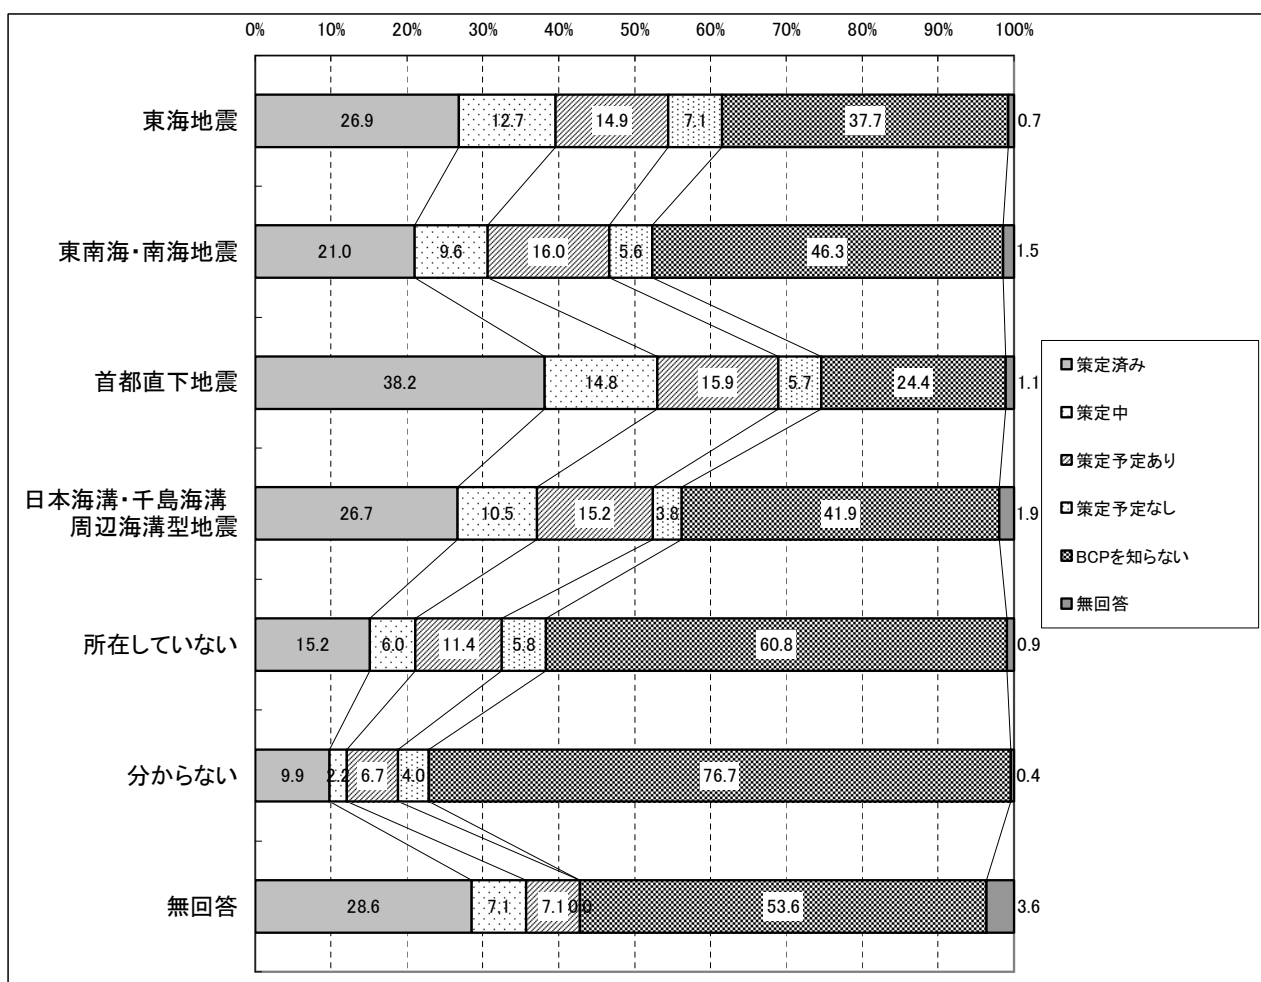 0% 10% 20% 30% 40% 50% 60% 70% 80% 90% 100%
東海地震 26.9 12.7 14.9 7.1 37.7 0.7
東南海・南海地震 21.0 9.6 16.0 5.6 46.3 1.5
首都直下地震 38.2 14.8 15.9 5.7 24.4 1.1
日本海溝・千島海溝
周辺海溝型地震 26.7 10.5 15.2 3.8 41.9 1.9
所在していない 15.2 6.0 11.4 5.8 60.8 0.9
分からない 9.9 2.2 6.7 4.0 76.7 0.4
無回答 28.6 7.1 7.1 0.0 53.6 3.6
策定済み
策定中
策定予定あり
策定予定なし
BCPを知らない
無回答